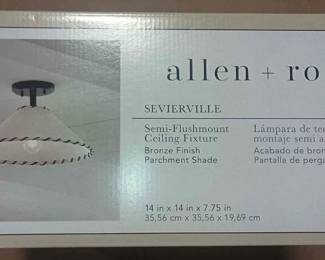 allen + ro
SEVIERVILLE
Semi-Flushmount
Ceiling Fixture
Bronze Finish
Parchment Shade
Lámpara de te
montaje semi a
Acabado de bron
Pantalla de perga
14 in x 14 in x 7.75 in
35,56 cm x 35,56 x 19,69 cm